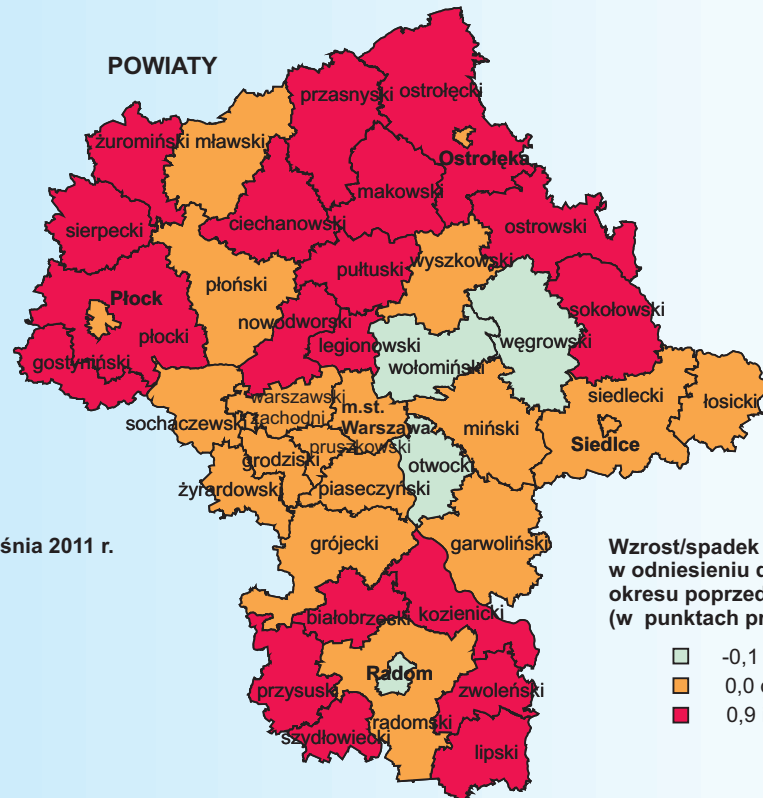 POWIATY
przasnyski
ostrołęcki
żuromiński
mławski
Ostrołęka
makowski
ciechanowski
sierpecki
ostrowski
wyszkowski
pułtuski
płoński
Płock
sokołowski
nowodworski
płocki
legionowski
węgrowski
gostyniński
wołomiński
siedlecki
warszawski
zachodni
łosicki
m.st.
Warszawa
sochaczewski
miński
Siedlce
pruszkowski
grodziski
otwocki
żyrardowski
piaseczyński
grójecki
garwoliński
śnia 2011 r.
Wzrost/spadek
w odniesieniu d
okresu poprzed
(w punktach pr
białobrzeski
kozienicki
-0,1
Radom
0,0
przysuski
zwoleński
0,9
szydłowiecki
radomski
lipski